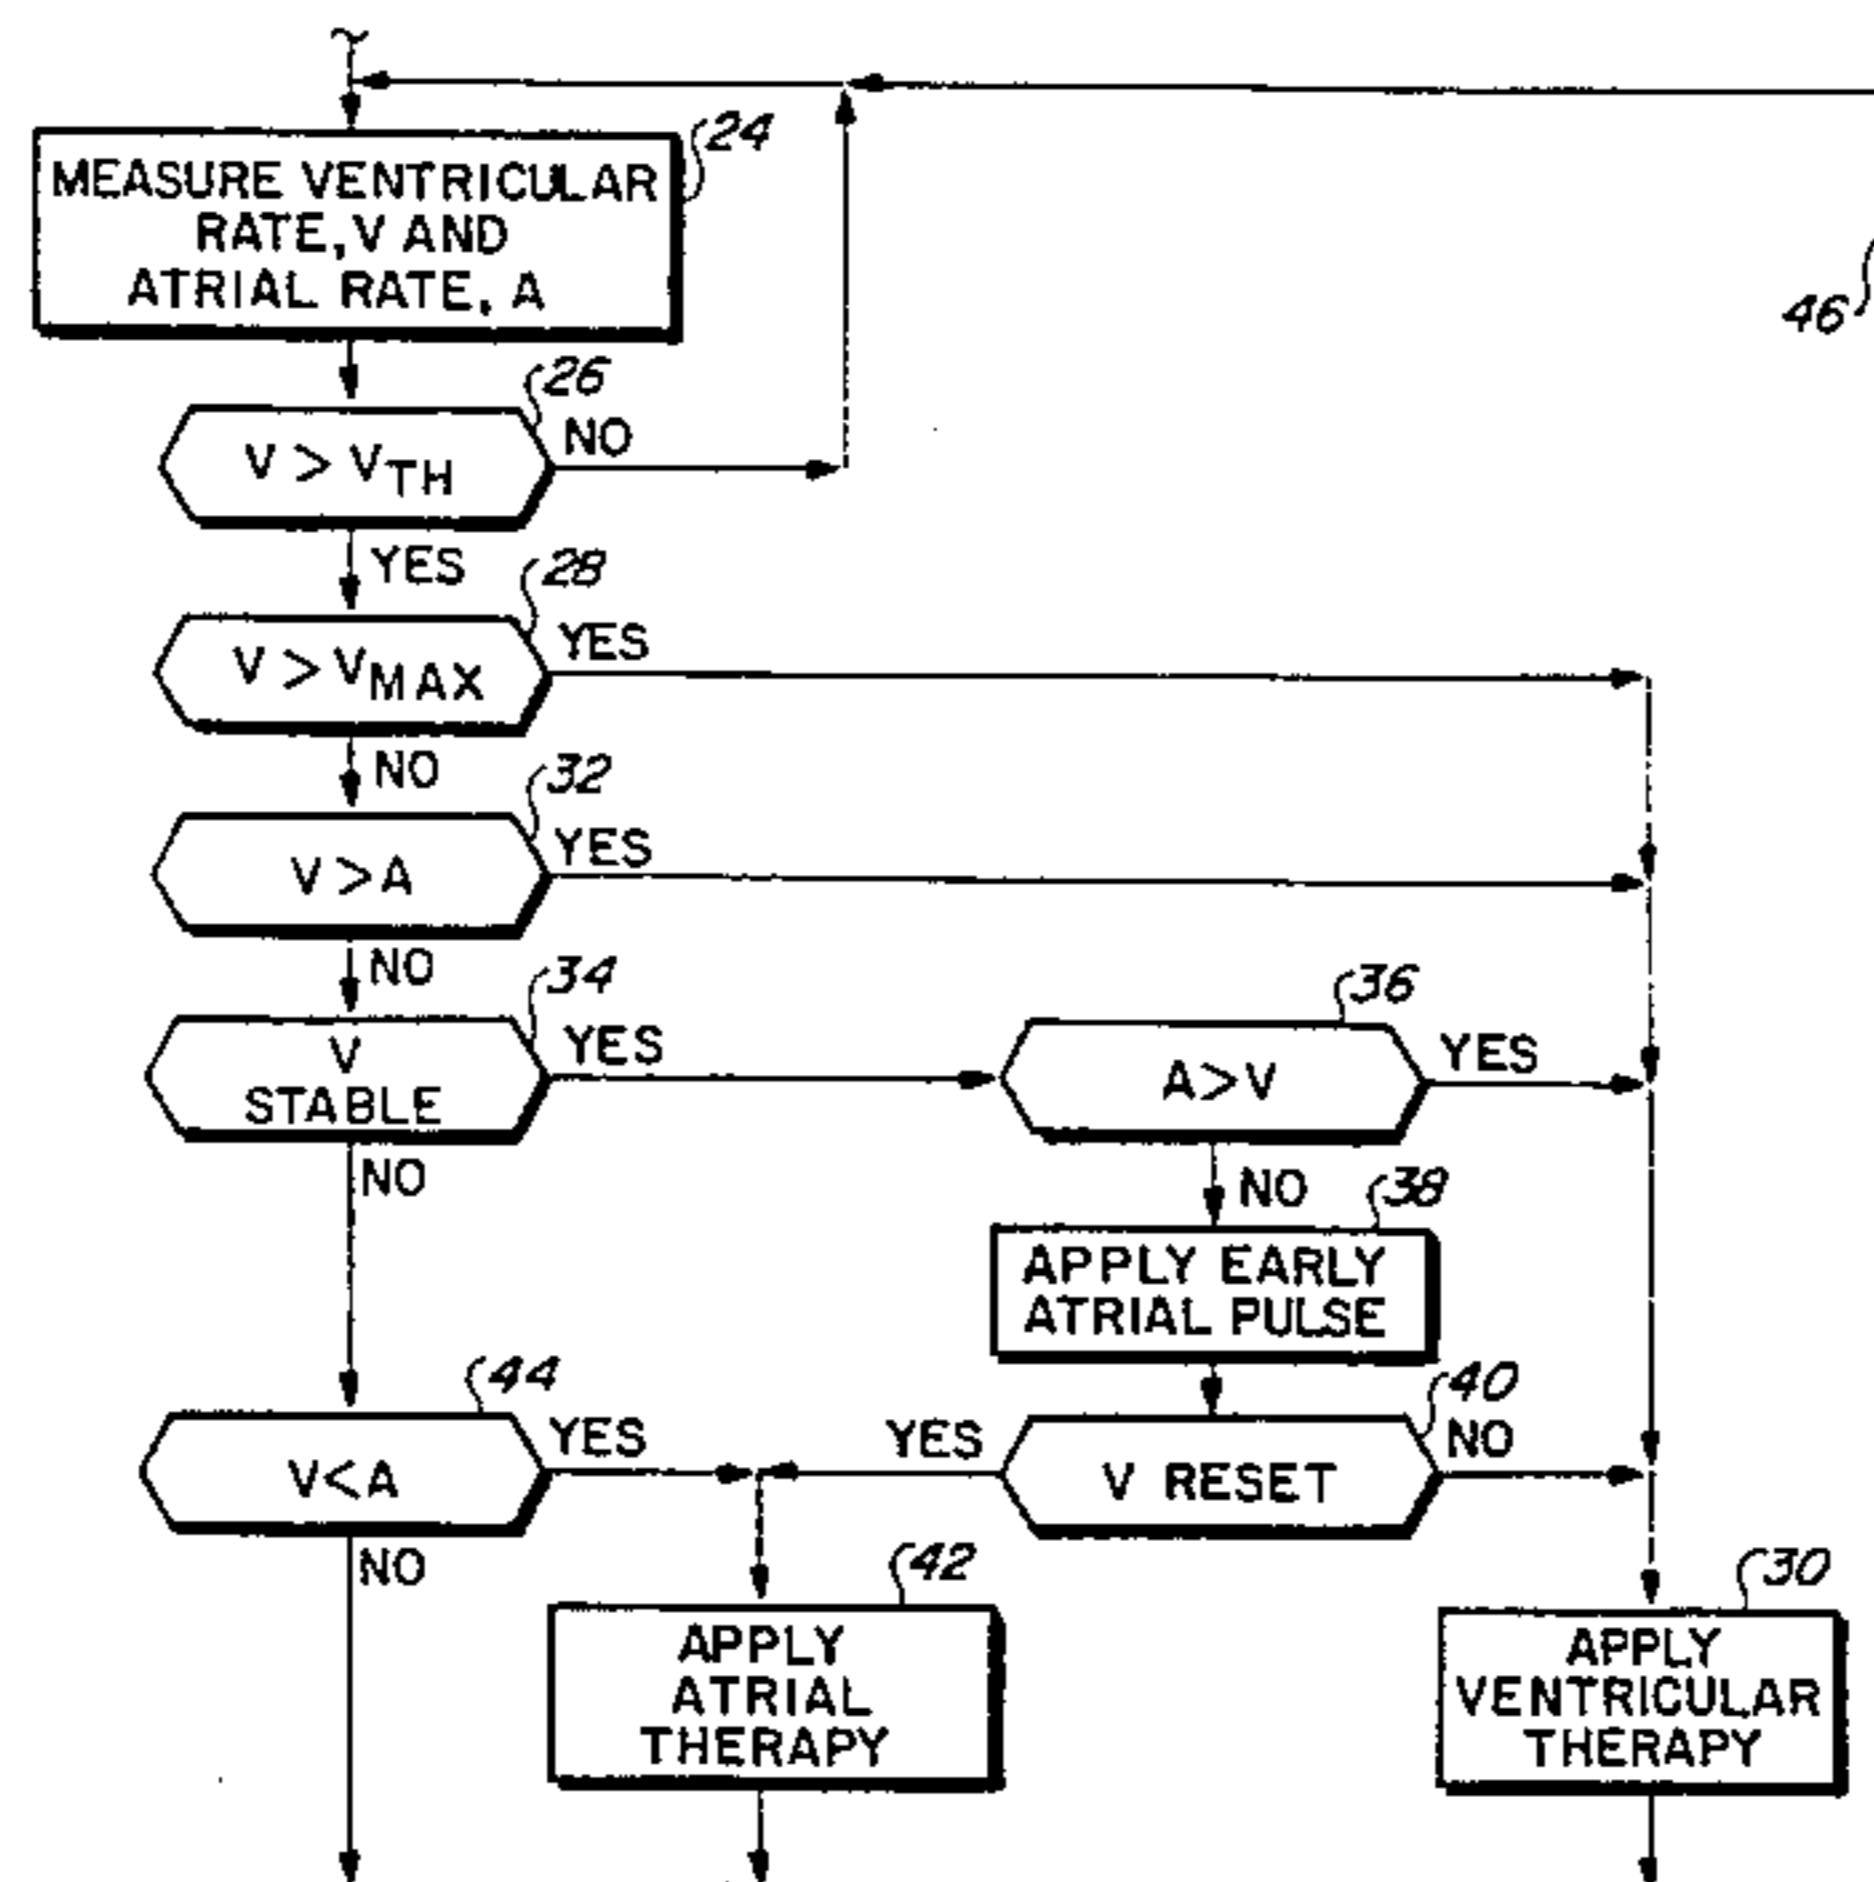 24
MEASURE VENTRICULAR
RATE, V AND
ATRIAL RATE, A
46
26
V > VTH
NO
YES
28
V > VMAX
YES
NO
32
V > A
YES
NO
34
V
STABLE
YES
36
A > V
YES
NO
NO
38
APPLY EARLY
ATRIAL PULSE
44
V < A
YES
YES
40
V RESET
NO
NO
42
APPLY
ATRIAL
THERAPY
30
APPLY
VENTRICULAR
THERAPY